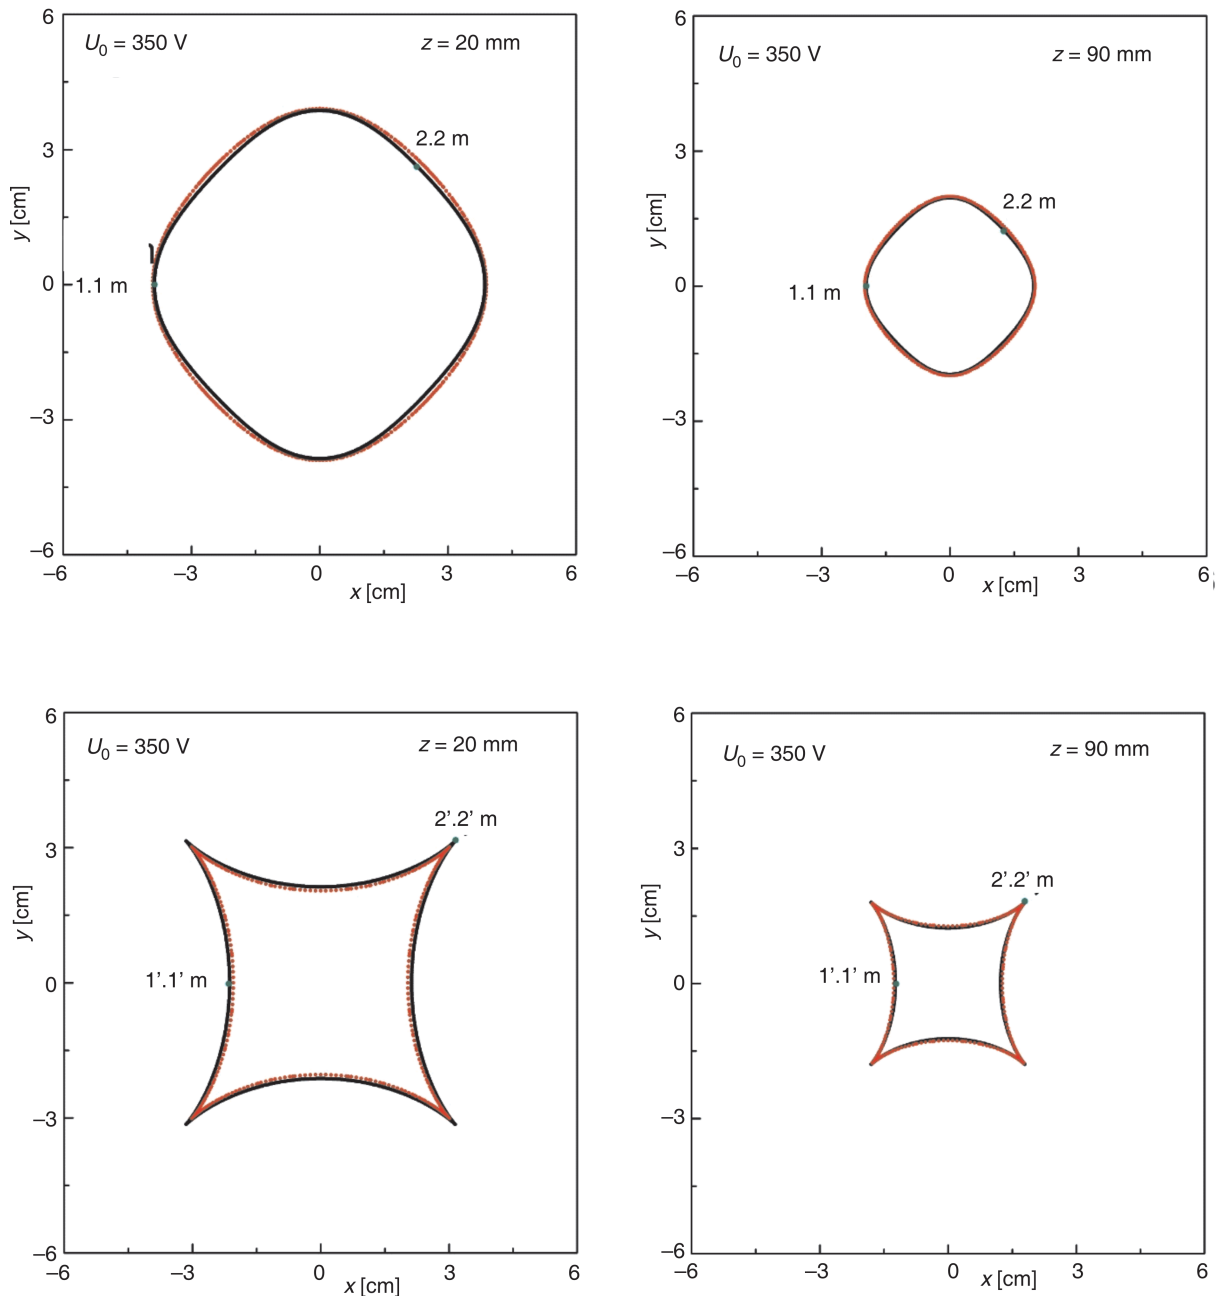 6
U0 = 350 V
z = 20 mm
2.2 m
3
y [cm]
0
1.1 m
–3
–6
–6
–3
0
3
6
x [cm]
6
U0 = 350 V
z = 90 mm
3
2.2 m
y [cm]
0
1.1 m
–3
–6
–6
–3
0
3
6
x [cm]
6
U0 = 350 V
z = 20 mm
2'.2' m
3
y [cm]
0
1'.1' m
–3
–6
–6
–3
0
3
6
x [cm]
6
U0 = 350 V
z = 90 mm
3
2'.2' m
y [cm]
0
1'.1' m
–3
–6
–6
–3
0
3
6
x [cm]